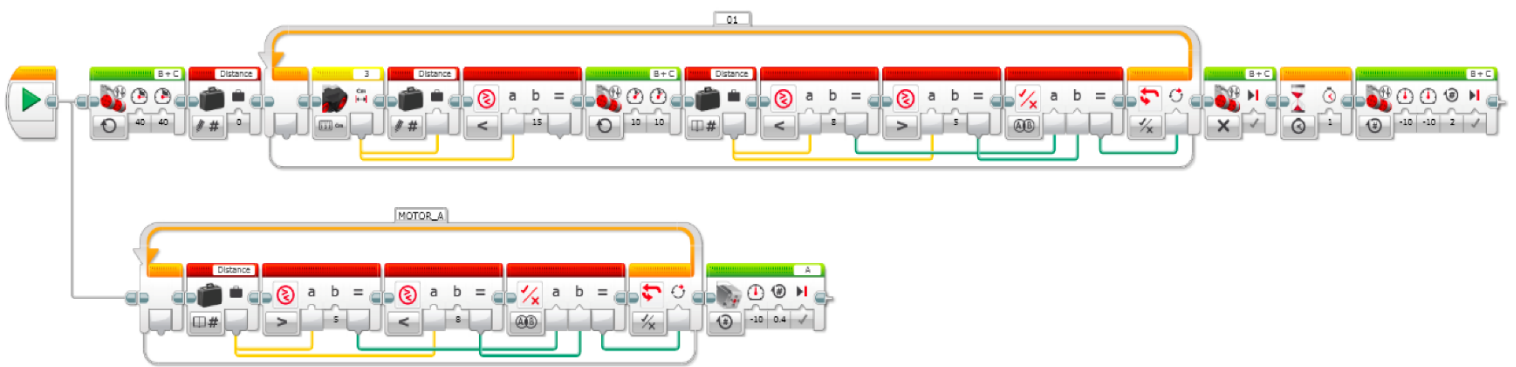 01
B + C Distance 3 Distance B + C Distance B + C B + C
Cm
a b = a b = a b = a b =
# 40 40 # 0 # < 15 10 10 # < 8 > 5 A B 1 # -10 -10 2
MOTOR_A
Distance A
a b = a b = a b =
# > 5 < 8 A B # -10 0.4